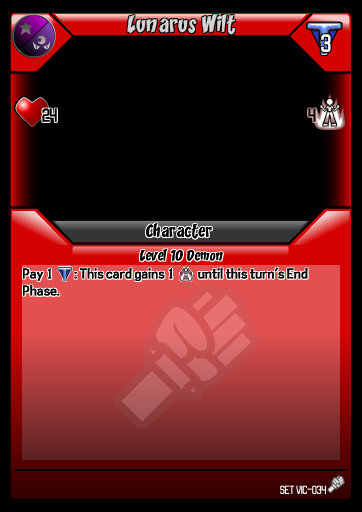 Lunarus Wilt
3
24
4
Character
Level 10 Demon
Pay 1 : This card gains 1 until this turn's End
Phase.
SET VIC-034